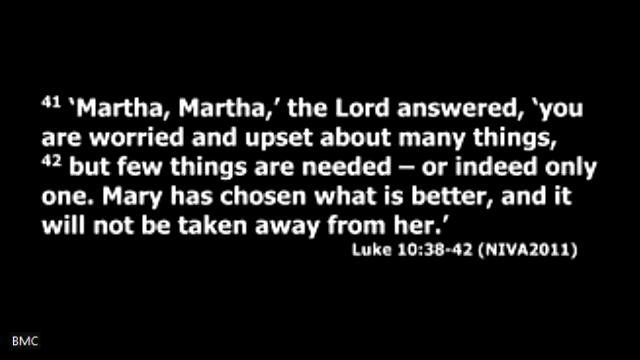 41 ‘Martha, Martha,’ the Lord answered, ‘you
are worried and upset about many things,
42 but few things are needed – or indeed only
one. Mary has chosen what is better, and it
will not be taken away from her.’
Luke 10:38-42 (NIVA2011)
BMC